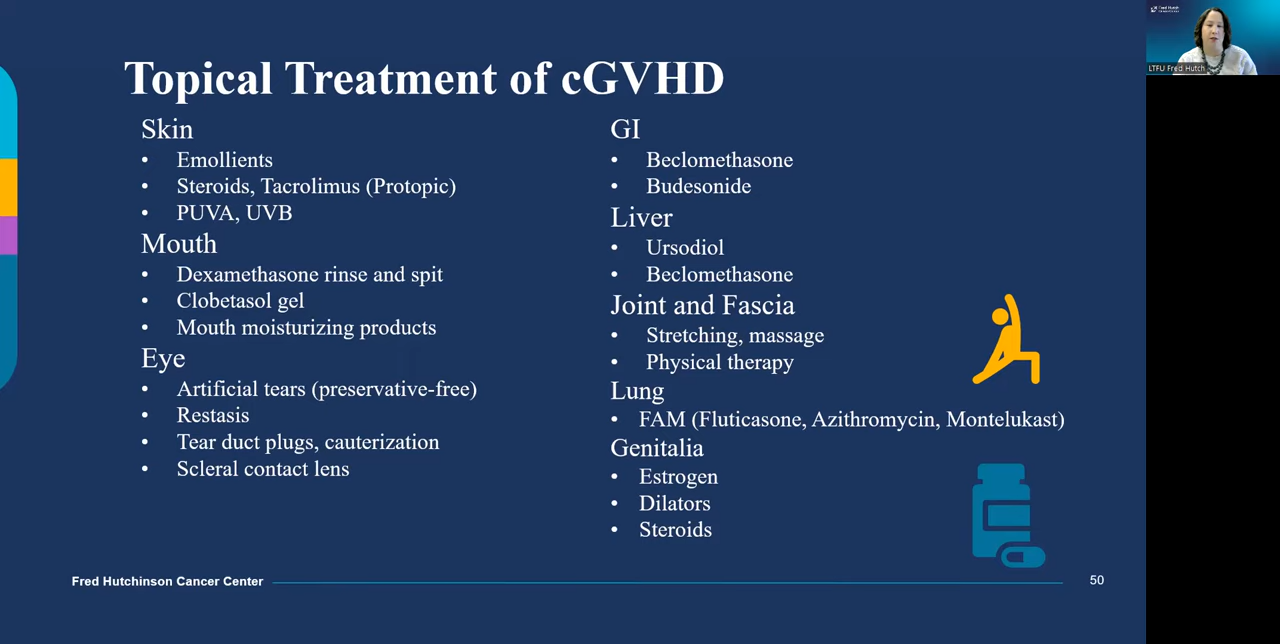 Topical Treatment of cGVHD
Skin
• Emollients
• Steroids, Tacrolimus (Protopic)
• PUVA, UVB
Mouth
• Dexamethasone rinse and spit
• Clobetasol gel
• Mouth moisturizing products
Eye
• Artificial tears (preservative-free)
• Restasis
• Tear duct plugs, cauterization
• Scleral contact lens
GI
• Beclomethasone
• Budesonide
Liver
• Ursodiol
• Beclomethasone
Joint and Fascia
• Stretching, massage
• Physical therapy
Lung
• FAM (Fluticasone, Azithromycin, Montelukast)
Genitalia
• Estrogen
• Dilators
• Steroids
Fred Hutchinson Cancer Center
50
Fred Hutch
LTFU Fred Hutch